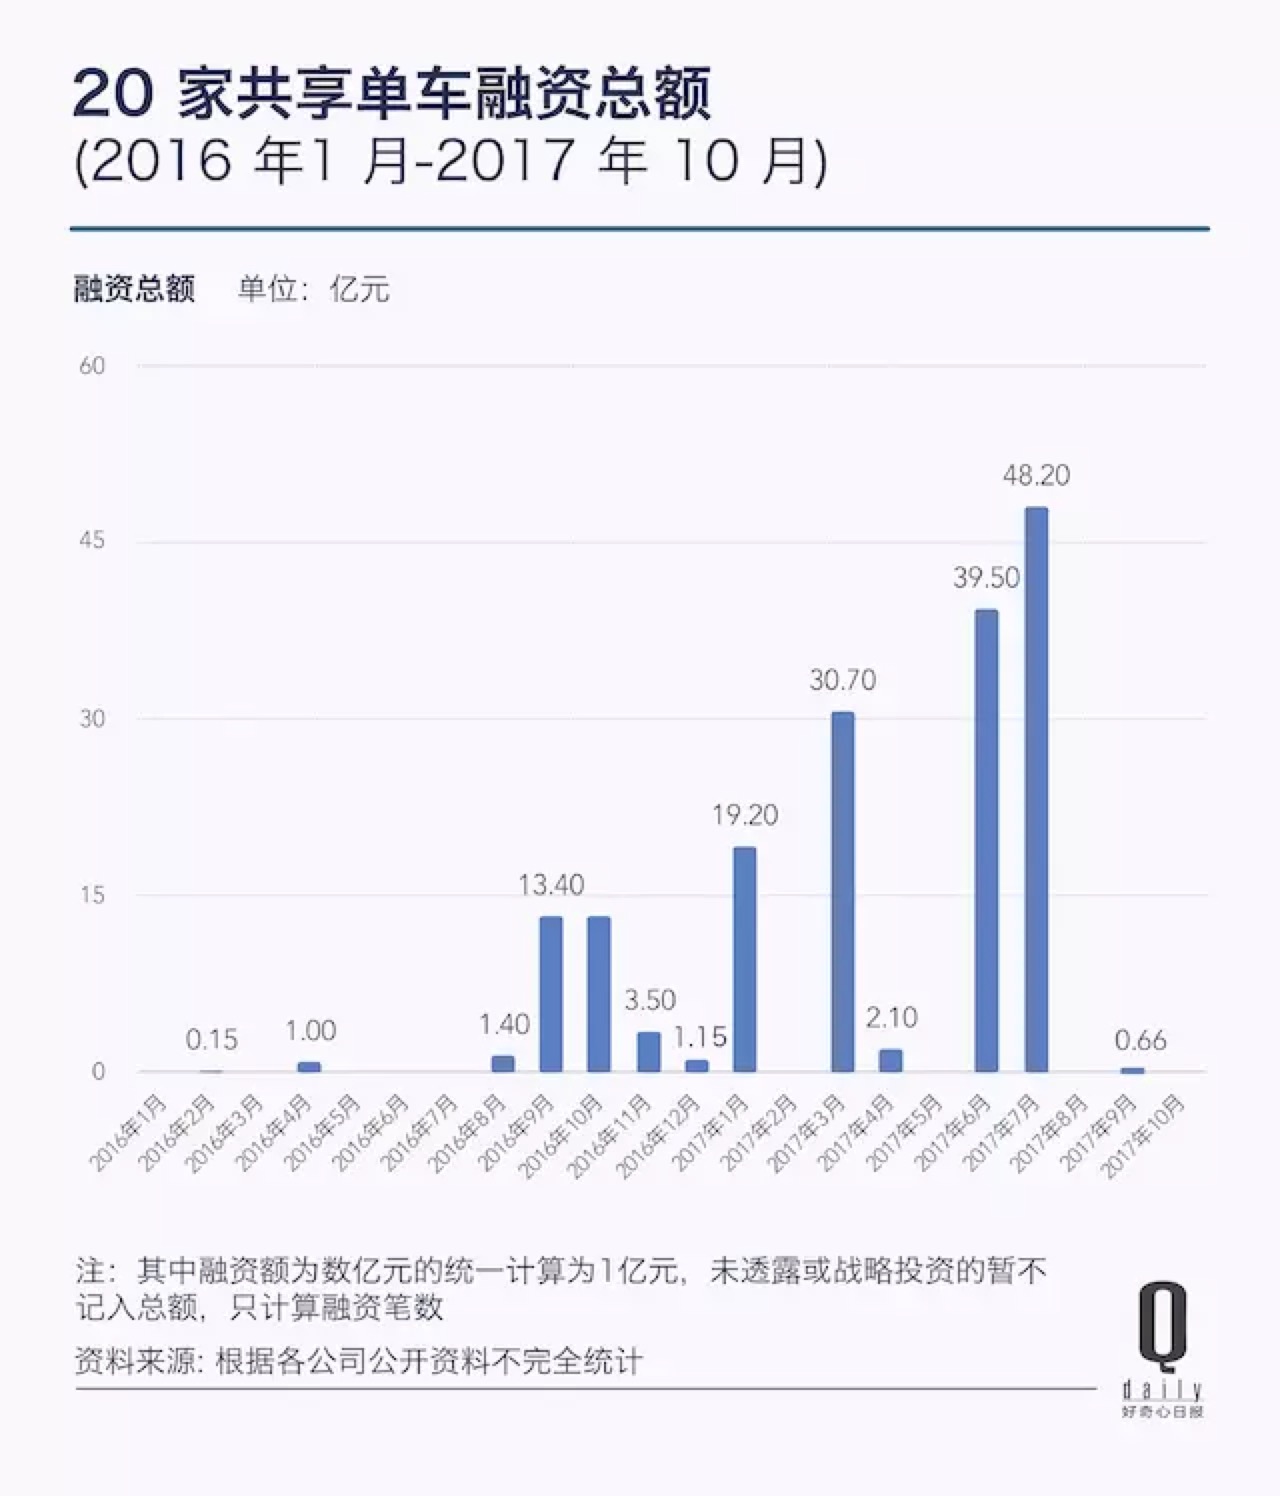 20 家共享单车融资总额
(2016 年1 月-2017 年 10 月)
融资总额 单位：亿元
60
45
30
15
0
0.15
1.00
1.40
13.40
3.50
1.15
19.20
30.70
2.10
39.50
48.20
0.66
2016年1月
2016年2月
2016年3月
2016年4月
2016年5月
2016年6月
2016年7月
2016年8月
2016年9月
2016年10月
2016年11月
2016年12月
2017年1月
2017年2月
2017年3月
2017年4月
2017年5月
2017年6月
2017年7月
2017年8月
2017年9月
2017年10月
注：其中融资额为数亿元的统一计算为1亿元，未透露或战略投资的暂不
记入总额，只计算融资笔数
资料来源: 根据各公司公开资料不完全统计
Q
daily
好奇心日报